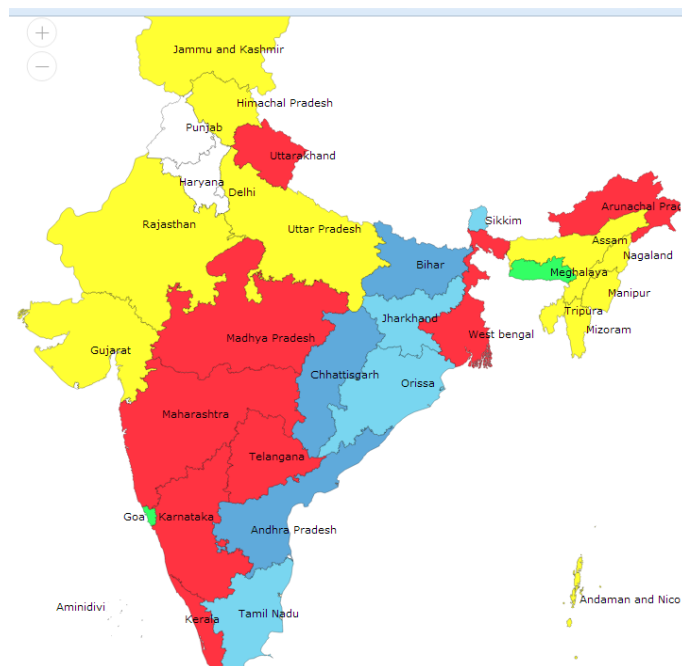 Jammu and Kashmir
Himachal Pradesh
Punjab
Uttarakhand
Haryana
Delhi
Rajasthan
Uttar Pradesh
Sikkim
Arunachal Prac
Assam
Nagaland
Bihar
Meghalaya
Manipur
Jharkhand
Tripura
Mizoram
Madhya Pradesh
West bengal
Gujarat
Chhattisgarh
Orissa
Maharashtra
Telangana
Goa
Karnataka
Andhra Pradesh
Aminidivi
Kerala
Tamil Nadu
Andaman and Nico